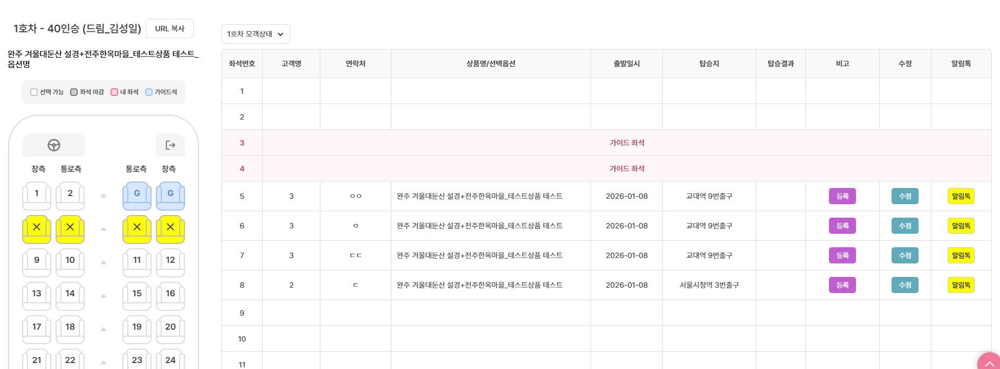 1호차 - 40인승 (드림_김성일)
URL 복사
완주 겨울대둔산 설경+전주한옥마을_테스트상품 테스트_
옵션명
선택 가능 좌석 마감 내 좌석 가이드석
창측 통로측 통로측 창측
1 2 G G
9 10 11 12
13 14 15 16
17 18 19 20
21 22 23 24
1호차 모객상태
좌석번호 고객명 연락처 상품명/선택옵션 출발일시 탑승지 탑승결과 비고 수정 알림톡
1
2
3 가이드 좌석
4 가이드 좌석
5 3 ㅇㅇ 완주 겨울대둔산 설경+전주한옥마을_테스트상품 테스트 2026-01-08 교대역 9번출구 등록 수정 알림톡
6 3 ㅇ 완주 겨울대둔산 설경+전주한옥마을_테스트상품 테스트 2026-01-08 교대역 9번출구 등록 수정 알림톡
7 3 ㄷㄷ 완주 겨울대둔산 설경+전주한옥마을_테스트상품 테스트 2026-01-08 교대역 9번출구 등록 수정 알림톡
8 2 ㄷ 완주 겨울대둔산 설경+전주한옥마을_테스트상품 테스트 2026-01-08 서울시청역 3번출구 등록 수정 알림톡
9
10
11